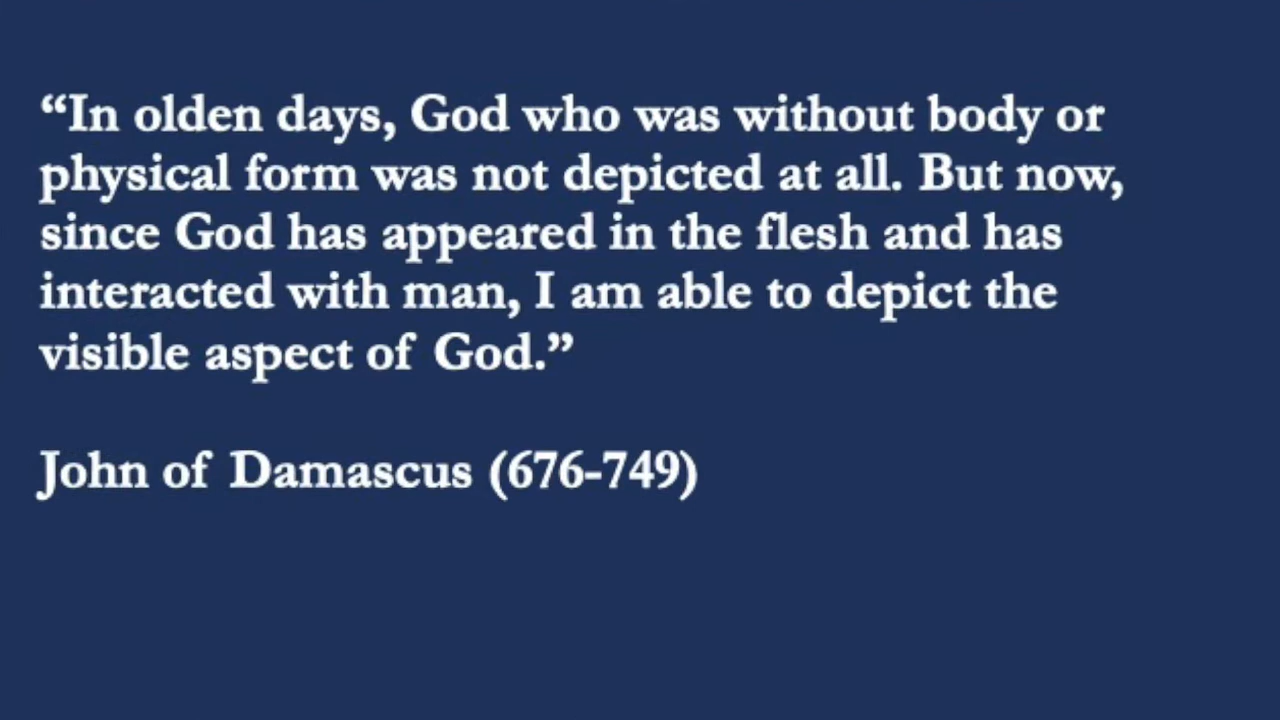 “In olden days, God who was without body or
physical form was not depicted at all. But now,
since God has appeared in the flesh and has
interacted with man, I am able to depict the
visible aspect of God.”
John of Damascus (676-749)